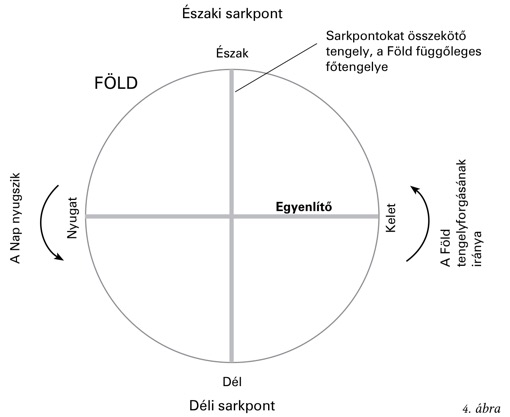 Északi sarkpont
Sarkpontokat összekötő
tengely, a Föld függőleges
főtengelye
Észak
FÖLD
A Nap nyugszik
Nyugat
Egyenlítő
Kelet
A Föld
tengelyforgásának
iránya
Dél
Déli sarkpont
4. ábra